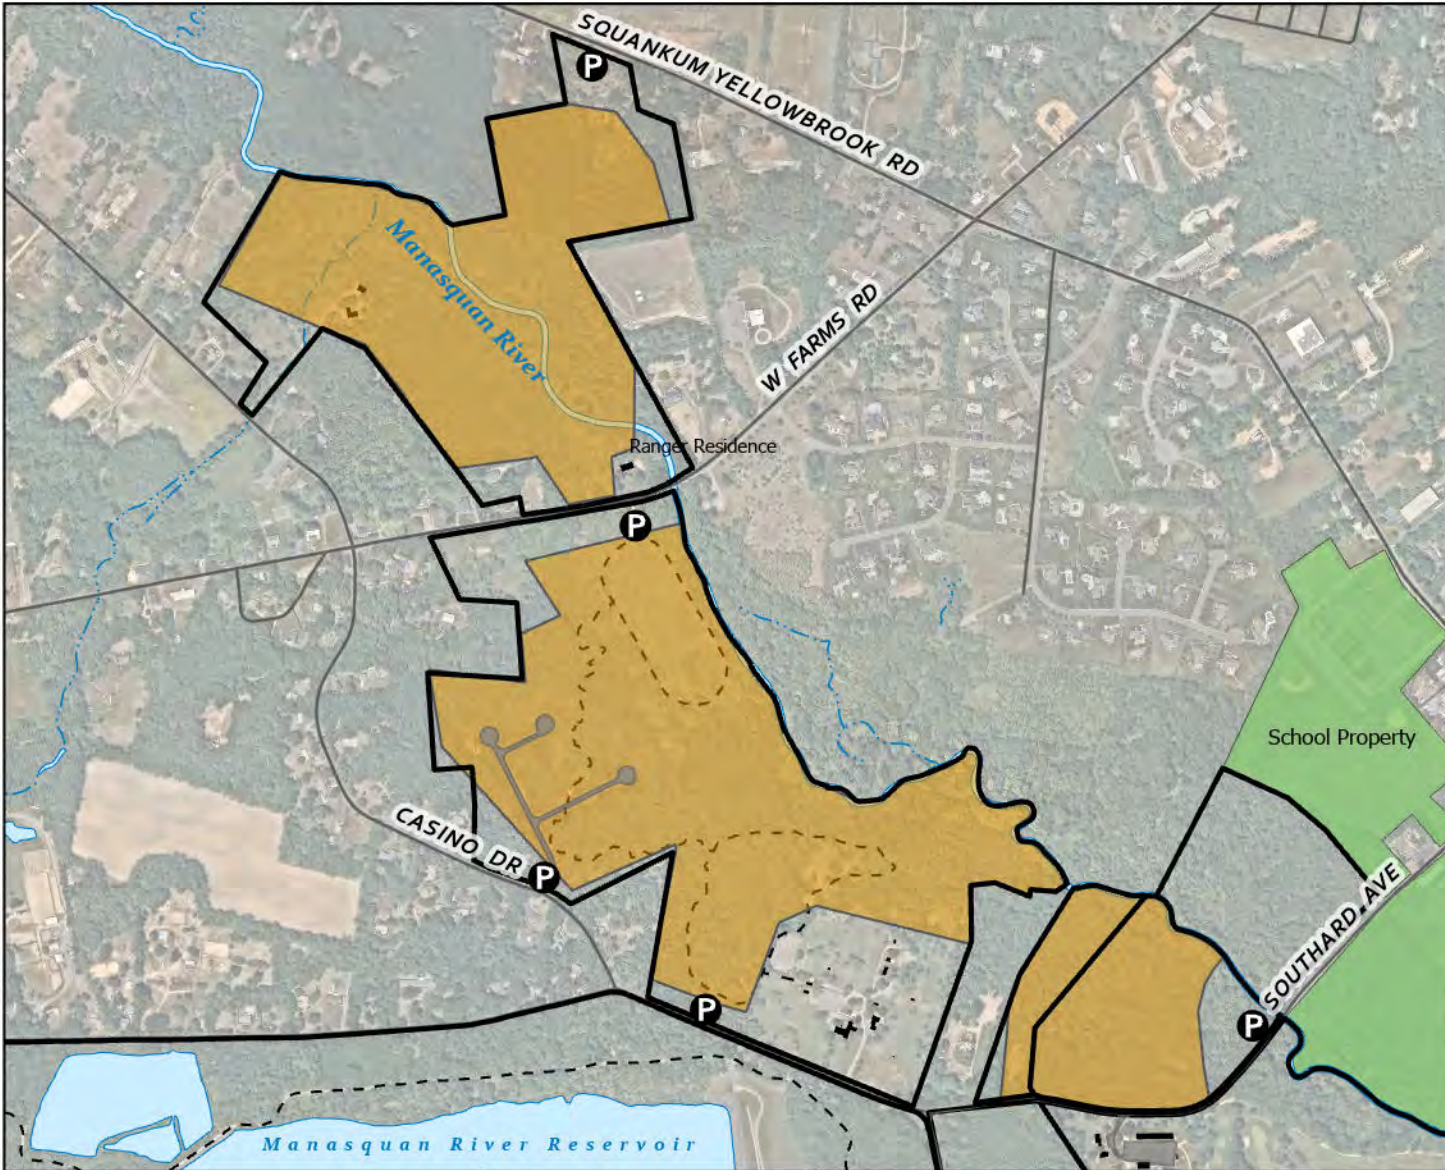 SQUANKUM YELLOWBROOK RD
P
Manasquan River
W FARMS RD
Ranger Residence
P
School Property
CASINO DR
P
SOUTHARD AVE
P
P
Manasquan River Reservoir